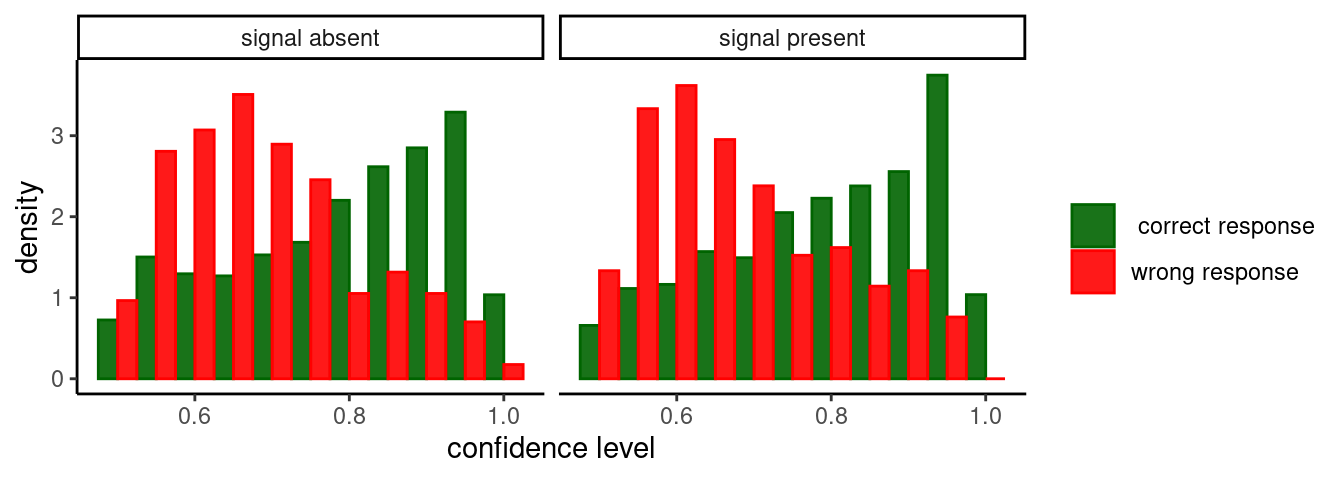 signal absent
signal present
3
2
1
0
density
0.6
0.8
1.0
0.6
0.8
1.0
confidence level
correct response
wrong response